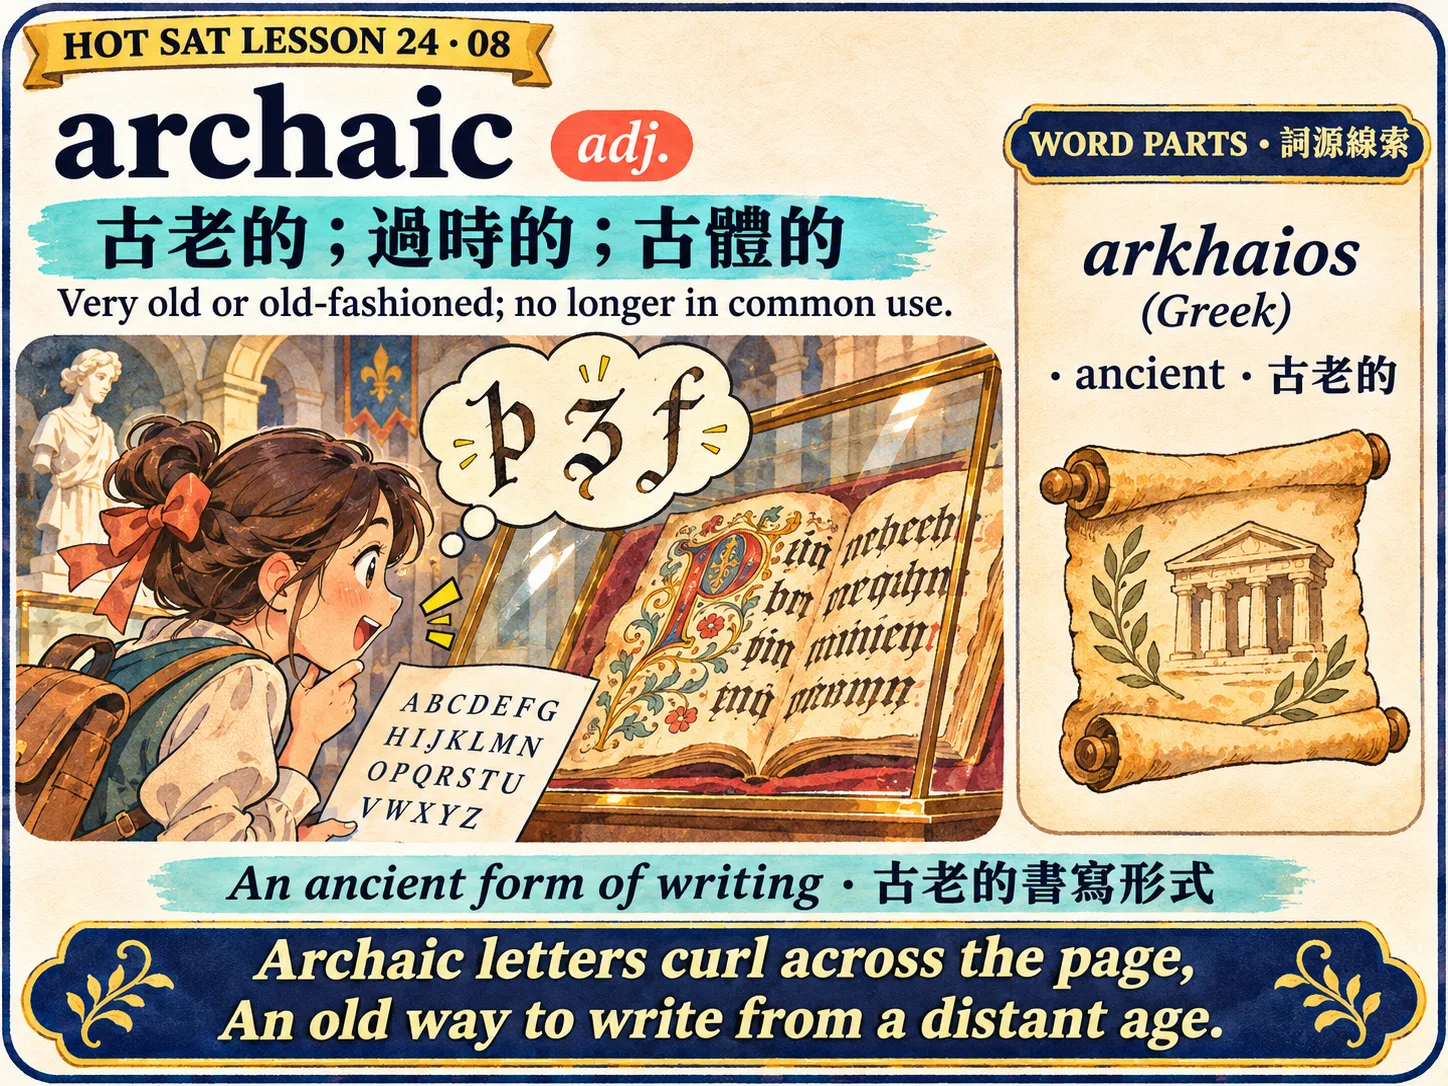 HOT SAT LESSON 24 · 08
archaic adj.
古老的；過時的；古體的
Very old or old-fashioned; no longer in common use.
WORD PARTS · 詞源線索
arkhaios
(Greek)
· ancient · 古老的
þ ʒ ſ
ABCDEFG
HIJKLMN
OPQRSTU
VWXYZ
An ancient form of writing · 古老的書寫形式
Archaic letters curl across the page,
An old way to write from a distant age.